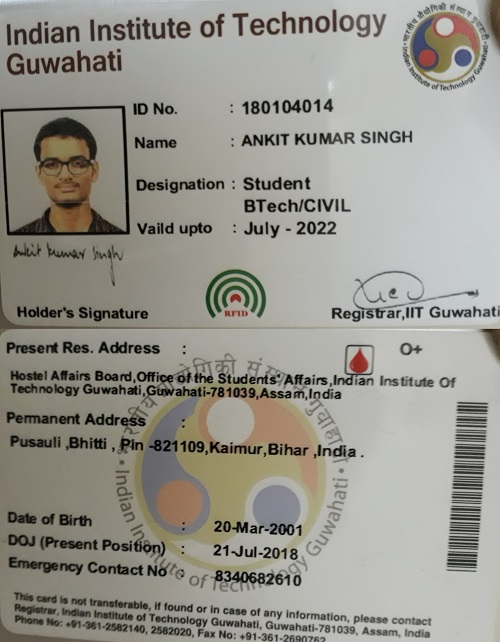 Indian Institute of Technology
Guwahati
भारतीय प्रौद्योगिकी संस्थान गुवाहाटी
Indian Institute of Technology Guwahati
ID No. : 180104014
Name : ANKIT KUMAR SINGH
Designation : Student
BTech/CIVIL
Vaild upto : July - 2022
Ankit Kumar Singh
RFID
Holder's Signature
Registrar,IIT Guwahati
Present Res. Address :
O+
Hostel Affairs Board,Office of the Students' Affairs,Indian Institute Of
Technology Guwahati,Guwahati-781039,Assam,India
Permanent Address :
Pusauli ,Bhitti , Pin -821109,Kaimur,Bihar ,India .
भारतीय प्रौद्योगिकी संस्थान गुवाहाटी
Indian Institute of Technology Guwahati
Date of Birth : 20-Mar-2001
DOJ (Present Position) : 21-Jul-2018
Emergency Contact No : 8340682610
This card is not transferable, if found or in case of any information, please contact
Registrar, Indian Institute of Technology Guwahati, Guwahati-781039, Assam, India
Phone No: +91-361-2582140, 2582020, Fax No: +91-361-2690762